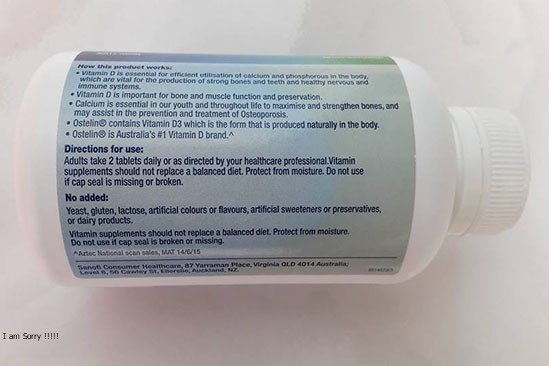 How this product works:
• Vitamin D is essential for efficient utilisation of calcium and phosphorous in the body,
which are vital for the production of strong bones and teeth and healthy nervous and
immune systems.
• Vitamin D is important for bone and muscle function and preservation.
• Calcium is essential in our youth and throughout life to maximise and strengthen bones, and
may assist in the prevention and treatment of Osteoporosis.
• Ostelin® contains Vitamin D3 which is the form that is produced naturally in the body.
• Ostelin® is Australia's #1 Vitamin D brand.^
Directions for use:
Adults take 2 tablets daily or as directed by your healthcare professional.Vitamin
supplements should not replace a balanced diet. Protect from moisture. Do not use
if cap seal is missing or broken.
No added:
Yeast, gluten, lactose, artificial colours or flavours, artificial sweeteners or preservatives,
or dairy products.
Vitamin supplements should not replace a balanced diet. Protect from moisture.
Do not use if cap seal is broken or missing.
^Aztec National scan sales, MAT 14/6/15
Sanofi Consumer Healthcare, 87 Yarraman Place, Virginia QLD 4014 Australia;
Level 8, 56 Cawley St, Ellerslie, Auckland, NZ.
I am Sorry !!!!!